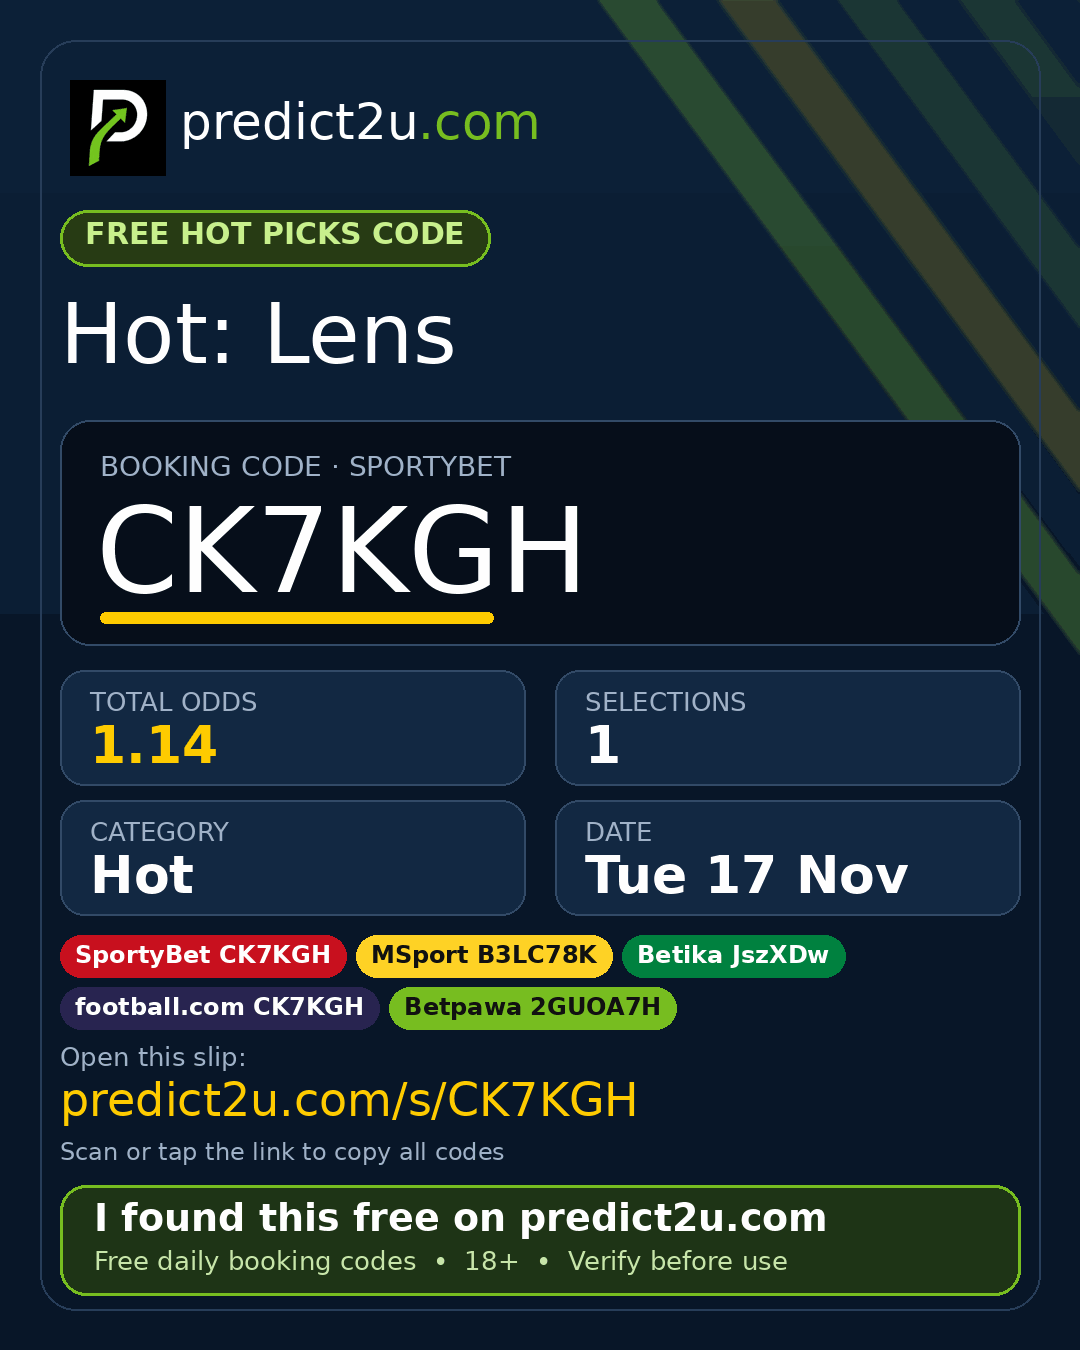 predict2u.com
FREE HOT PICKS CODE
Hot: Lens
BOOKING CODE · SPORTYBET
CK7KGH
TOTAL ODDS
1.14
SELECTIONS
1
CATEGORY
Hot
DATE
Tue 17 Nov
SportyBet CK7KGH
MSport B3LC78K
Betika JszXDw
football.com CK7KGH
Betpawa 2GUOA7H
Open this slip:
predict2u.com/s/CK7KGH
Scan or tap the link to copy all codes
I found this free on predict2u.com
Free daily booking codes • 18+ • Verify before use